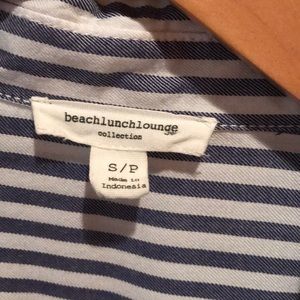 beachlunchlounge
collection
S/P
Made in
Indonesia